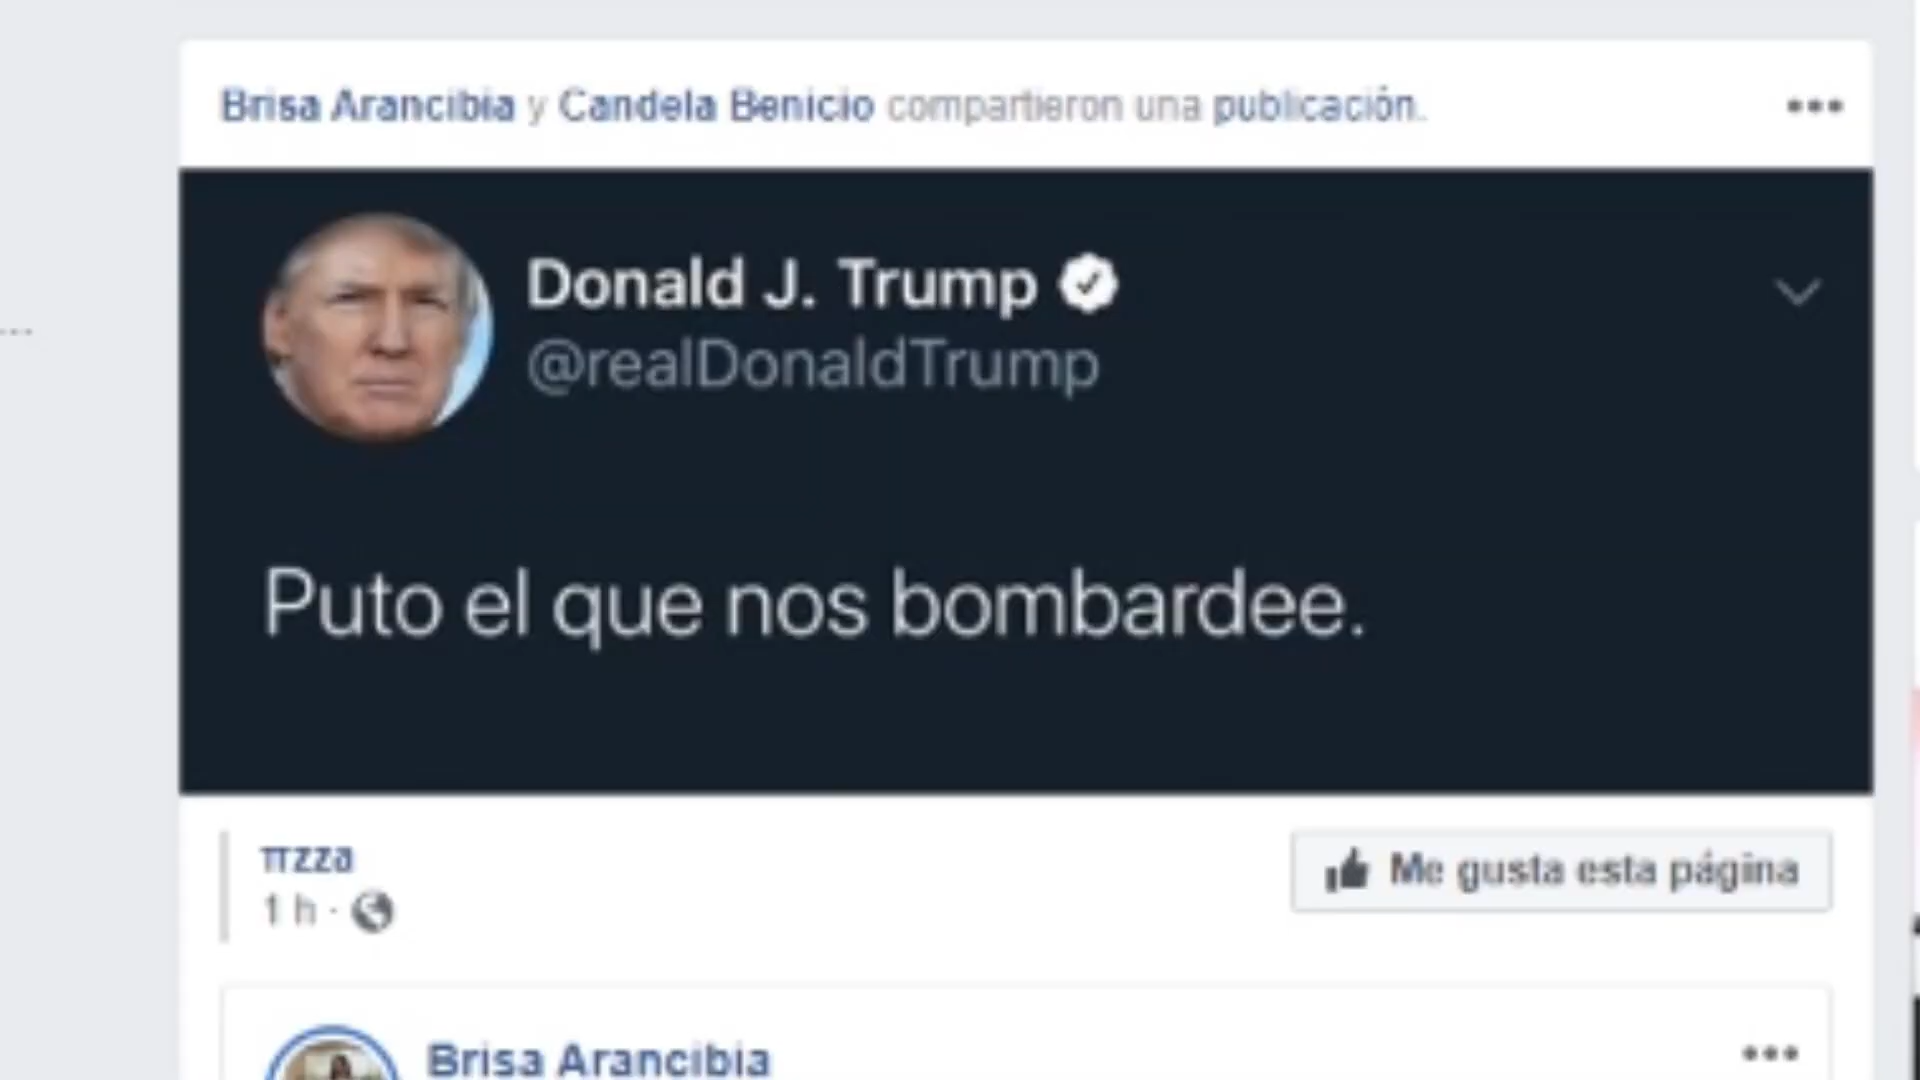 Brisa Arancibia y Candela Benicio compartieron una publicación.
Donald J. Trump
@realDonaldTrump
Puto el que nos bombardee.
πzza
1 h ·
Me gusta esta página
Brisa Arancibia